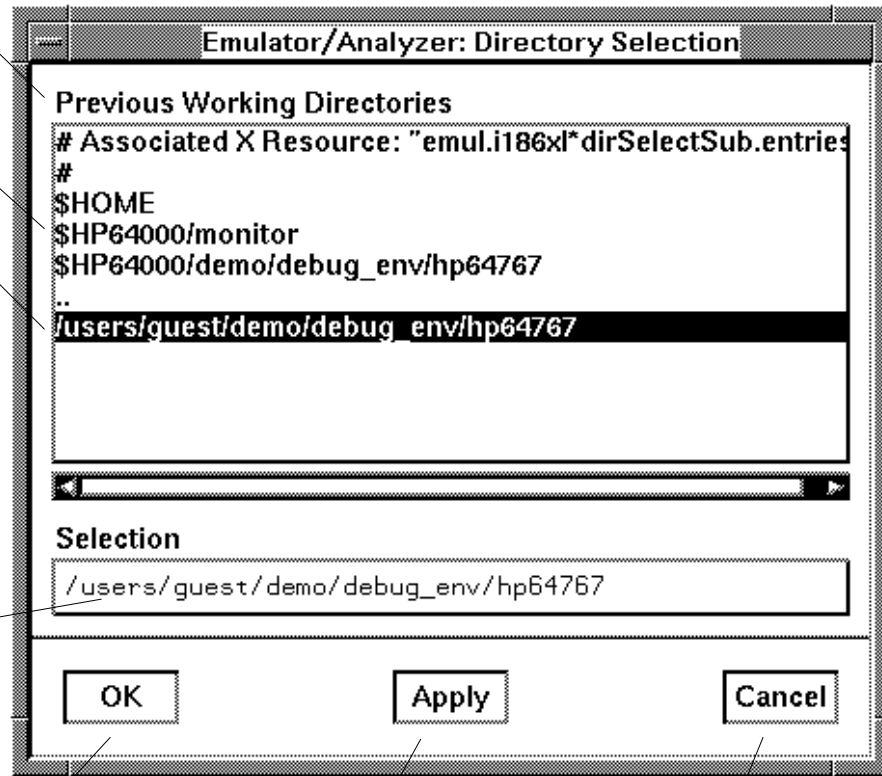 Emulator/Analyzer: Directory Selection
Previous Working Directories
# Associated X Resource: "emul.i186xl*dirSelectSub.entries
#
$HOME
$HP64000/monitor
$HP64000/demo/debug_env/hp64767
..
/users/guest/demo/debug_env/hp64767
Selection
/users/guest/demo/debug_env/hp64767
OK
Apply
Cancel